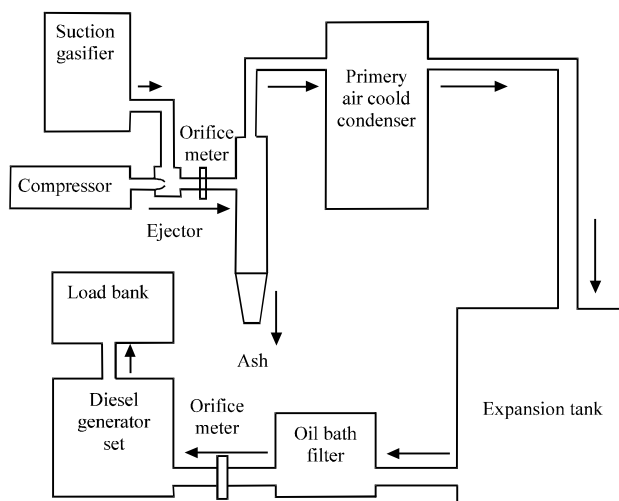 Suction
gasifier
Primery
air coold
condenser
Orifice
meter
Compressor
Ejector
Load bank
Ash
Diesel
generator
set
Orifice
meter
Oil bath
filter
Expansion tank